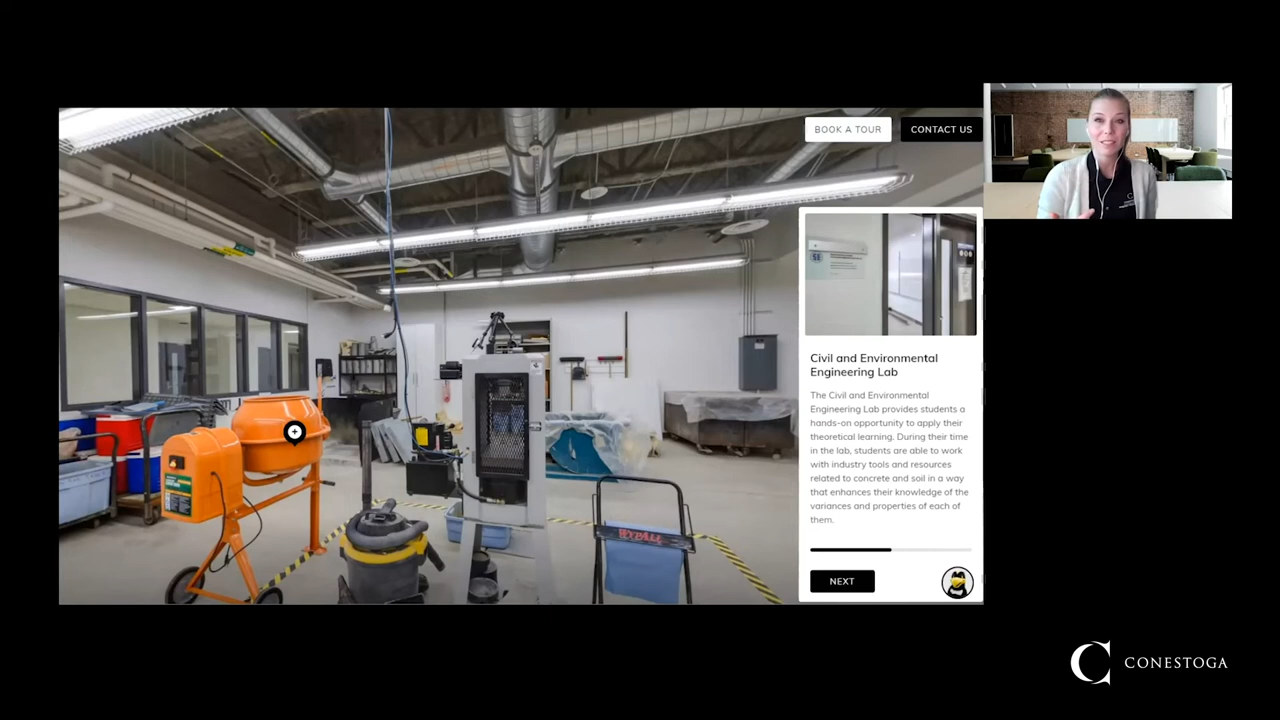 BOOK A TOUR
CONTACT US
Civil and Environmental
Engineering Lab
The Civil and Environmental
Engineering Lab provides students a
hands-on opportunity to apply their
theoretical learning. During their time
in the lab, students are able to work
with industry tools and resources
related to concrete and soil in a way
that enhances their knowledge of the
variances and properties of each of
them.
NEXT
WYPALL
C CONESTOGA